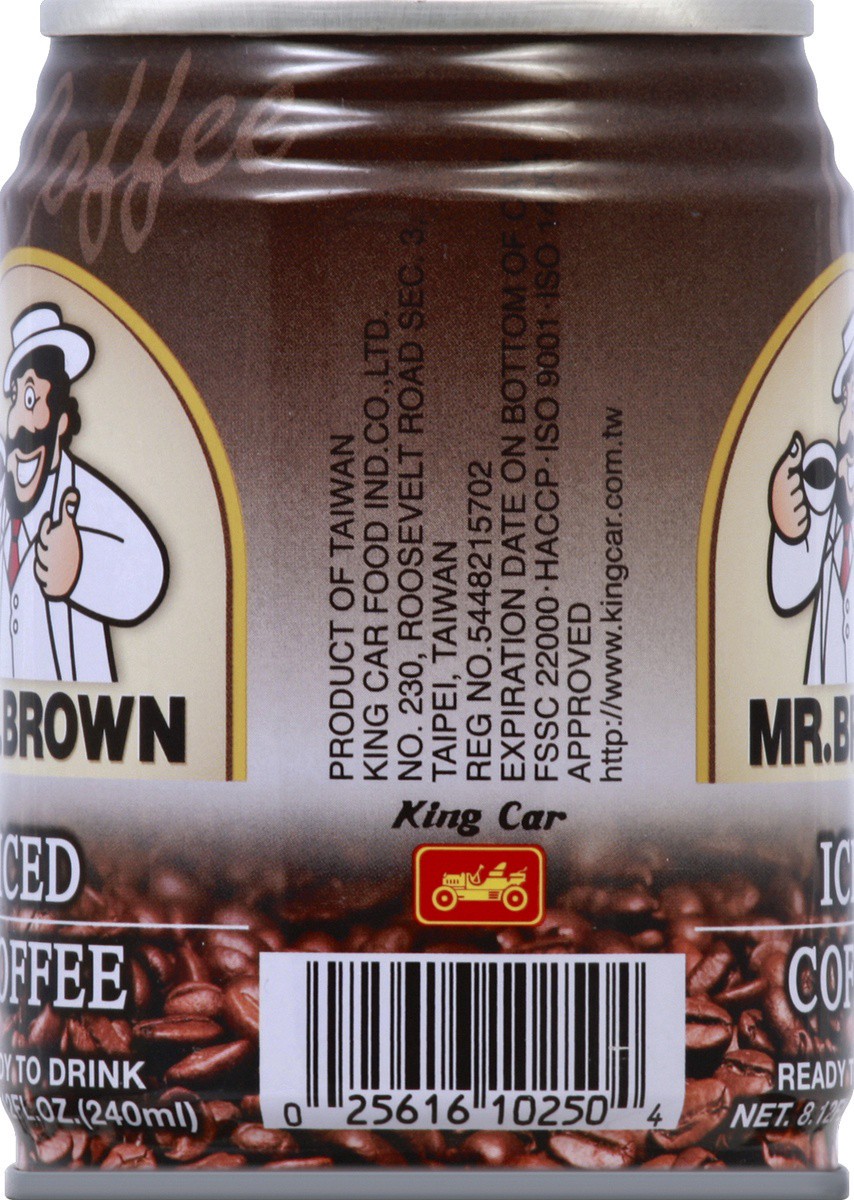 Coffee
PRODUCT OF TAIWAN
KING CAR FOOD IND.CO.,LTD.
NO. 230, ROOSEVELT ROAD SEC. 3,
TAIPEI, TAIWAN
REG NO.5448215702
EXPIRATION DATE ON BOTTOM OF
FSSC 22000·HACCP·ISO 9001·ISO
APPROVED
http://www.kingcar.com.tw
.BROWN
MR.B
King Car
CED
IC
OFFEE
COF
DY TO DRINK
READY T
2FL.OZ.(240ml)
NET. 8.12F
0 25616 10250 4